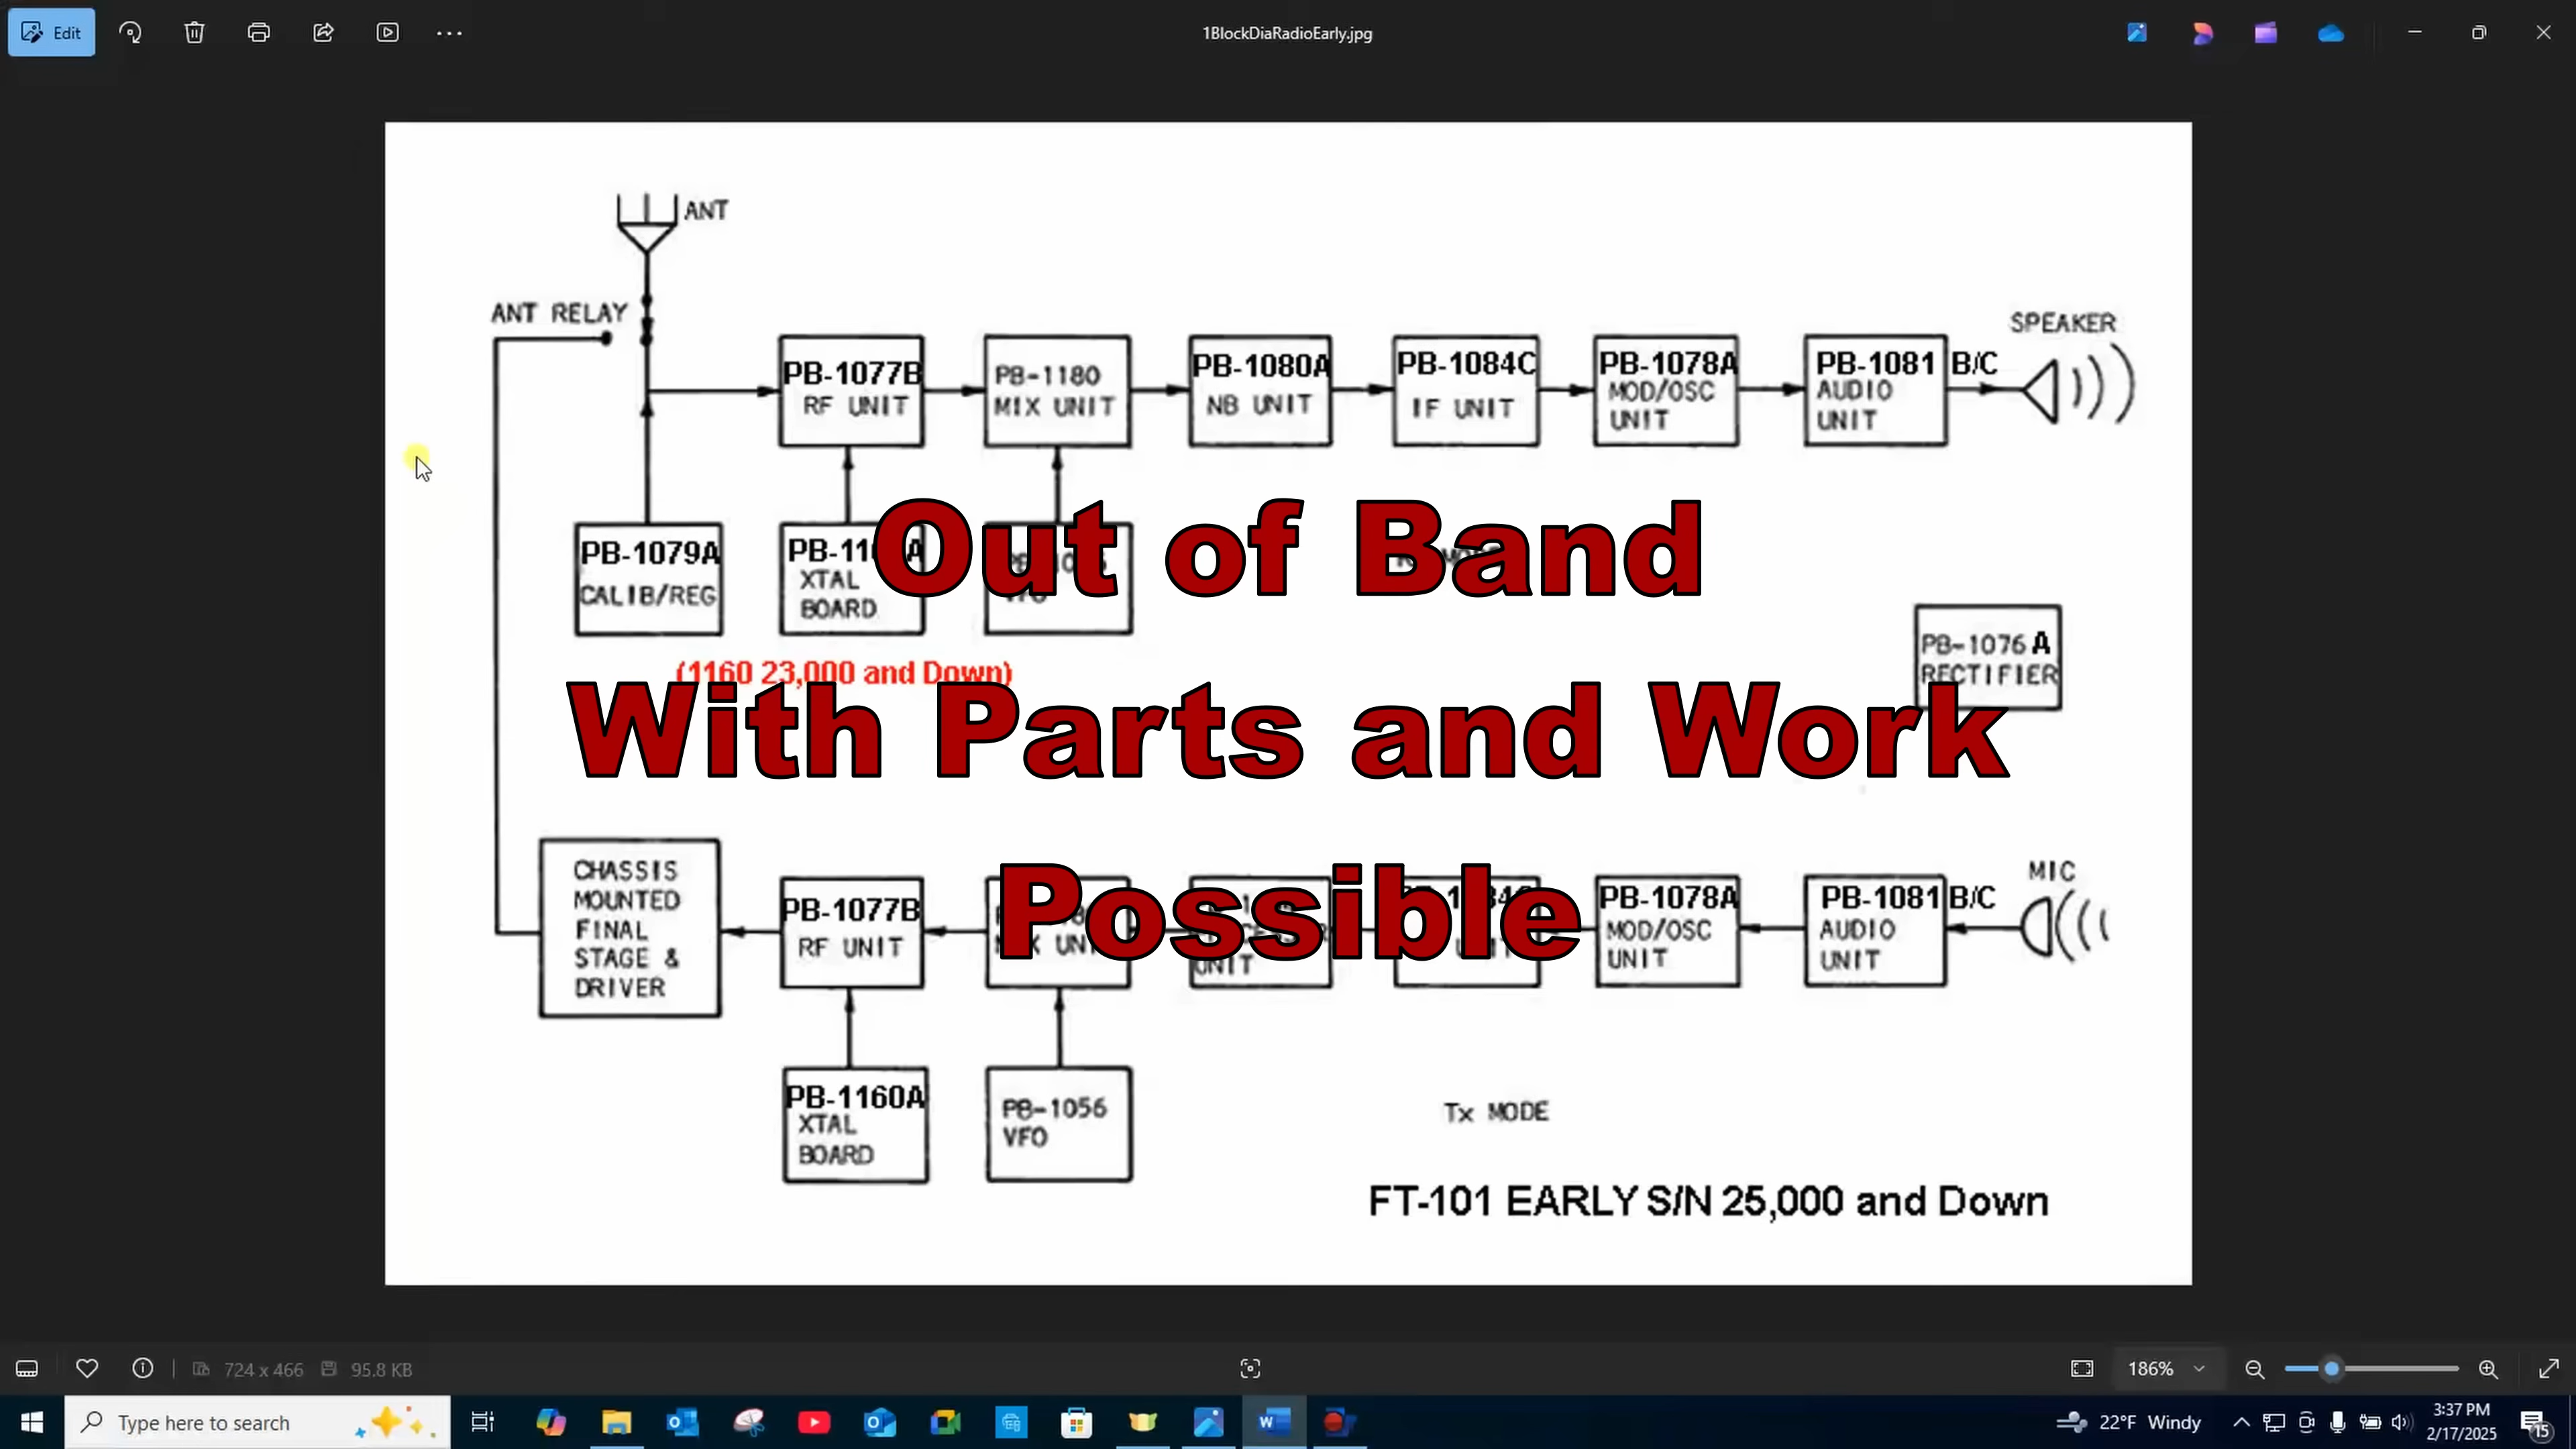 Edit
1BlockDiaRadioEarly.jpg
ANT
ANT RELAY
SPEAKER
PB-1077B
RF UNIT
PB-1180
MIX UNIT
PB-1080A
NB UNIT
PB-1084C
IF UNIT
PB-1078A
MOD/OSC
UNIT
PB-1081 B/C
AUDIO
UNIT
PB-1079A
CALIB/REG
XTAL
BOARD
Out of Band
(1160 23,000 and Down)
PB-1076 A
RECTIFIER
With Parts and Work
Possible
CHASSIS
MOUNTED
FINAL
STAGE &
DRIVER
PB-1077B
RF UNIT
UNIT
PB-1078A
MOD/OSC
UNIT
PB-1081 B/C
AUDIO
UNIT
MIC
PB-1160A
XTAL
BOARD
PB-1056
VFO
Tx MODE
FT-101 EARLY S/N 25,000 and Down
724 x 466
95.8 KB
186%
Type here to search
22°F Windy
3:37 PM
2/17/2025
15